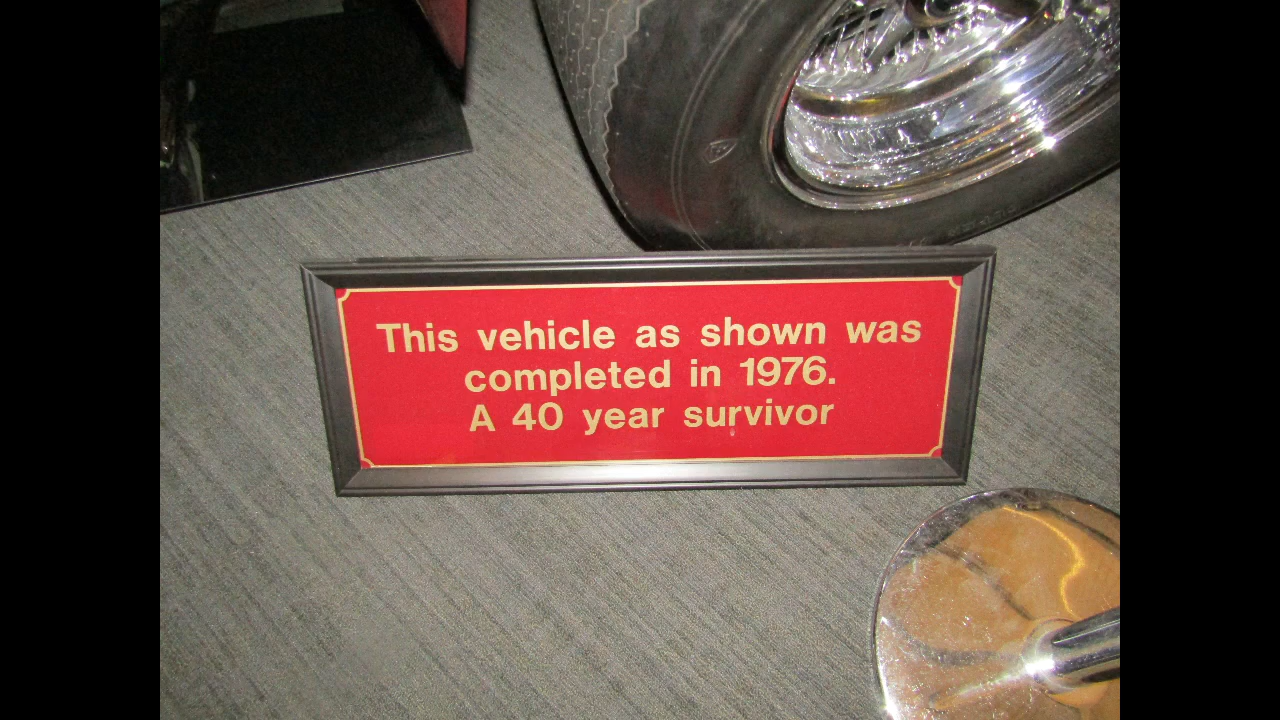 This vehicle as shown was
completed in 1976.
A 40 year survivor